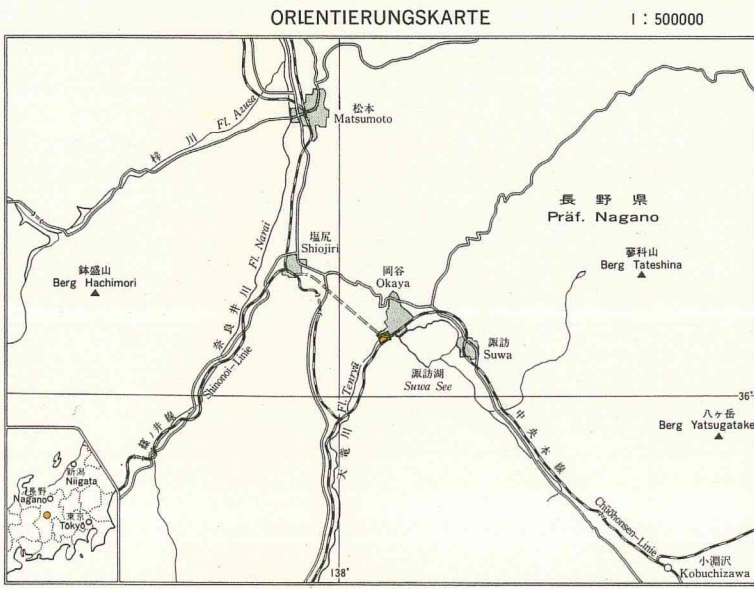 ORIENTIERUNGSKARTE
1 : 500000
松本
Matsumoto
梓川
Fl. Azusa
長野県
Präf. Nagano
塩尻
Shiojiri
奈良井川
Fl. Narai
岡谷
Okaya
蓼科山
Berg Tateshina
鉢盛山
Berg Hachimori
諏訪
Suwa
諏訪湖
Suwa See
篠ノ井線
Shinonoi-Linie
天竜川
Fl. Tenryū
36°
八ヶ岳
Berg Yatsugatake
中央本線
Chūōhonsen-Linie
新潟
Niigata
長野
Nagano
東京
Tōkyō
小淵沢
Kobuchizawa
138°